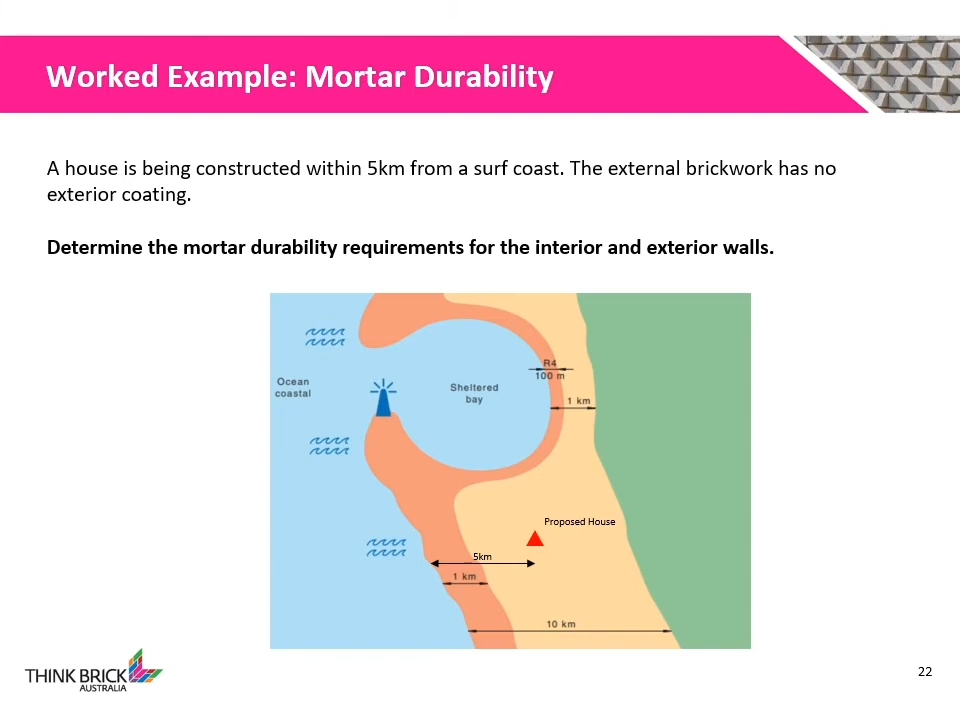 Worked Example: Mortar Durability
A house is being constructed within 5km from a surf coast. The external brickwork has no
exterior coating.
Determine the mortar durability requirements for the interior and exterior walls.
R4
100 m
Ocean
coastal
Sheltered
bay
1 km
Proposed House
5km
1 km
10 km
THINK BRICK
AUSTRALIA
22